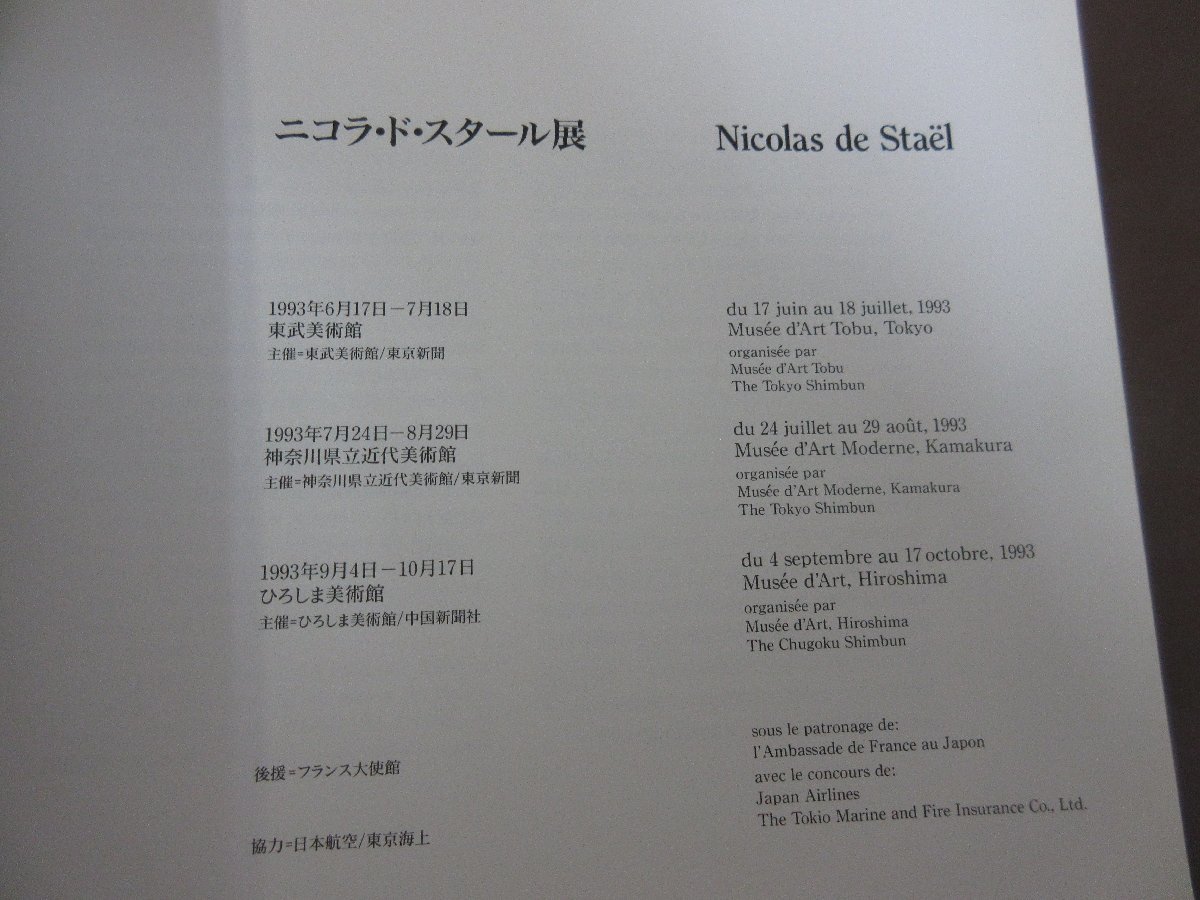 ニコラ・ド・スタール展
1993年6月17日－7月18日
東武美術館
主催=東武美術館/東京新聞
1993年7月24日－8月29日
神奈川県立近代美術館
主催=神奈川県立近代美術館/東京新聞
1993年9月4日－10月17日
ひろしま美術館
主催=ひろしま美術館/中国新聞社
後援=フランス大使館
協力=日本航空/東京海上
Nicolas de Staël
du 17 juin au 18 juillet, 1993
Musée d'Art Tobu, Tokyo
organisée par
Musée d'Art Tobu
The Tokyo Shimbun
du 24 juillet au 29 août, 1993
Musée d'Art Moderne, Kamakura
organisée par
Musée d'Art Moderne, Kamakura
The Tokyo Shimbun
du 4 septembre au 17 octobre, 1993
Musée d'Art, Hiroshima
organisée par
Musée d'Art, Hiroshima
The Chugoku Shimbun
sous le patronage de:
l'Ambassade de France au Japon
avec le concours de:
Japan Airlines
The Tokio Marine and Fire Insurance Co., Ltd.